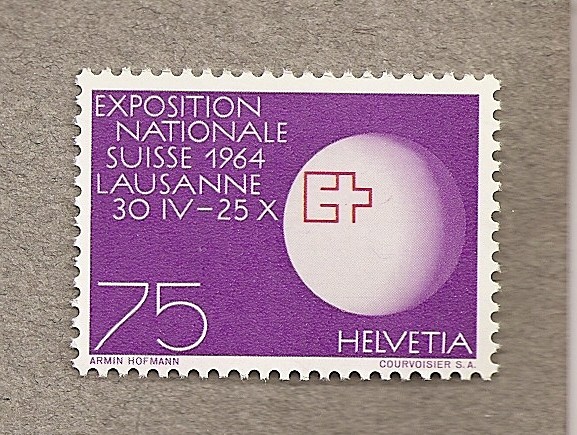 EXPOSITION
NATIONALE
SUISSE 1964
LAUSANNE
30 IV – 25 X
75
HELVETIA
ARMIN HOFMANN
COURVOISIER S.A.